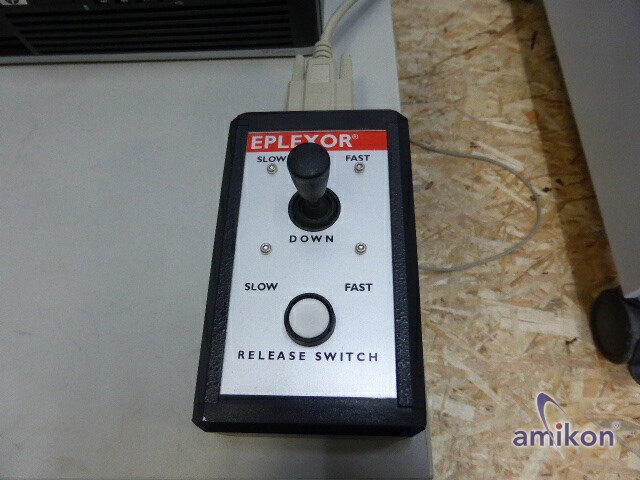 EPLEXOR®
SLOW FAST
DOWN
SLOW FAST
RELEASE SWITCH
amikon®